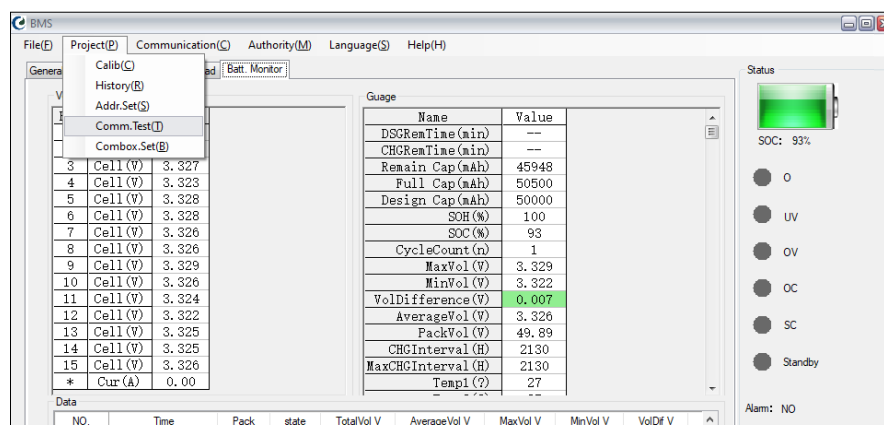 BMS
File(F) Project(P) Communication(C) Authority(M) Language(S) Help(H)
Calib(C)
History(R)
Addr.Set(S)
Comm.Test(T)
Combox.Set(B)
Genera
ad Batt. Monitor
Guage
Name Value
DSGRemTime(min) --
CHGRemTime(min) --
Remain Cap(mAh) 45948
Full Cap(mAh) 50500
Design Cap(mAh) 50000
SOH(%) 100
SOC(%) 93
CycleCount(n) 1
MaxVol(V) 3.329
MinVol(V) 3.322
VolDifference(V) 0.007
AverageVol(V) 3.326
PackVol(V) 49.89
CHGInterval(H) 2130
MaxCHGInterval(H) 2130
Temp1(?) 27
3 Cell(V) 3.327
4 Cell(V) 3.323
5 Cell(V) 3.328
6 Cell(V) 3.328
7 Cell(V) 3.326
8 Cell(V) 3.326
9 Cell(V) 3.329
10 Cell(V) 3.326
11 Cell(V) 3.324
12 Cell(V) 3.322
13 Cell(V) 3.325
14 Cell(V) 3.325
15 Cell(V) 3.326
* Cur(A) 0.00
Status
SOC: 93%
O
UV
OV
OC
SC
Standby
Alarm: NO
Data
NO. Time Pack state TotalVol V AverageVol V MaxVol V MinVol V VolDif V